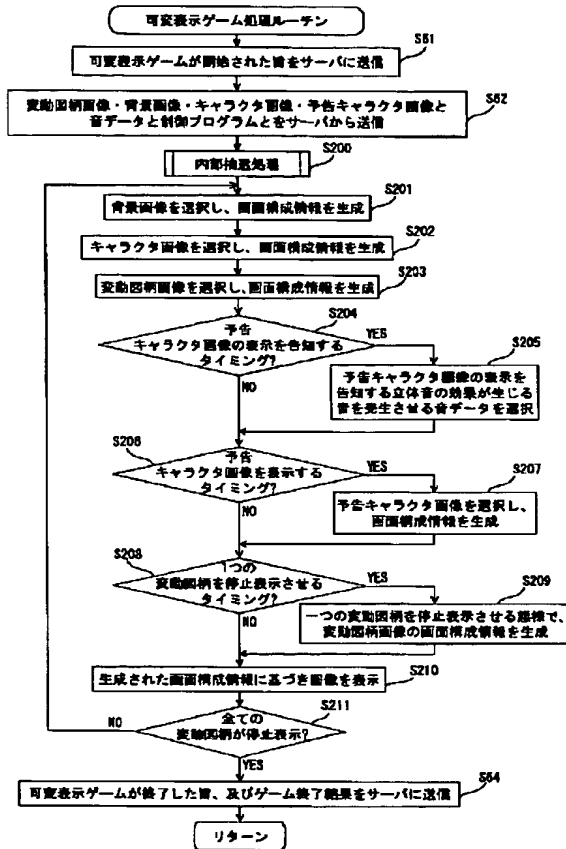 可変表示ゲーム処理ルーチン
S51
可変表示ゲームが開始された旨をサーバに送信
S52
変動図柄画像・背景画像・キャラクタ画像・予告キャラクタ画像と
音データと制御プログラムとをサーバから送信
S200
内部抽選処理
S201
背景画像を選択し、画面構成情報を生成
S202
キャラクタ画像を選択し、画面構成情報を生成
S203
変動図柄画像を選択し、画面構成情報を生成
S204
予告
キャラクタ画像の表示を告知する
タイミング?
YES
NO
S205
予告キャラクタ画像の表示を
告知する立体音の効果が生じる
音を発生させる音データを選択
S206
予告
キャラクタ画像を表示する
タイミング?
YES
NO
S207
予告キャラクタ画像を選択し、
画面構成情報を生成
S208
1つの
変動図柄を停止表示させる
タイミング?
YES
NO
S209
一つの変動図柄を停止表示させる態様で、
変動図柄画像の画面構成情報を生成
S210
生成された画面構成情報に基づき画像を表示
S211
全ての
変動図柄が停止表示?
NO
YES
S54
可変表示ゲームが終了した旨、及びゲーム終了結果をサーバに送信
リターン